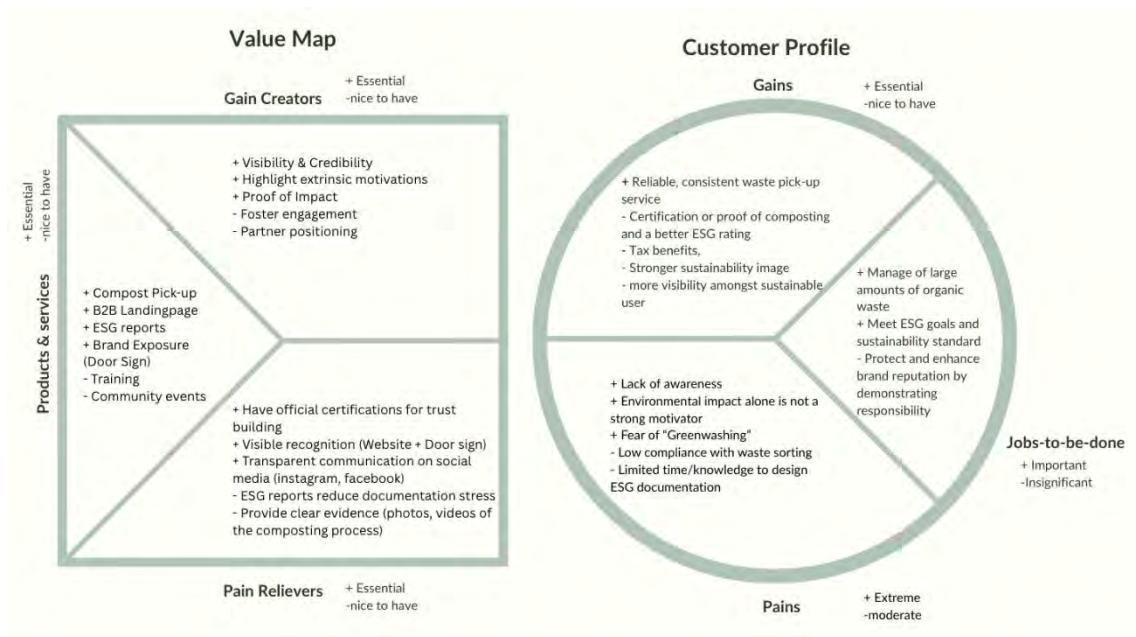 Value Map
Gain Creators
+ Essential
-nice to have
+ Essential
-nice to have
Products & services
+ Visibility & Credibility
+ Highlight extrinsic motivations
+ Proof of Impact
- Foster engagement
- Partner positioning
+ Compost Pick-up
+ B2B Landingpage
+ ESG reports
+ Brand Exposure
(Door Sign)
- Training
- Community events
+ Have official certifications for trust
building
+ Visible recognition (Website + Door sign)
+ Transparent communication on social
media (instagram, facebook)
- ESG reports reduce documentation stress
- Provide clear evidence (photos, videos of
the composting process)
Pain Relievers
+ Essential
-nice to have
Customer Profile
Gains
+ Essential
-nice to have
+ Reliable, consistent waste pick-up
service
- Certification or proof of composting
and a better ESG rating
- Tax benefits,
- Stronger sustainability image
- more visibility amongst sustainable
user
+ Manage of large
amounts of organic
waste
+ Meet ESG goals and
sustainability standard
- Protect and enhance
brand reputation by
demonstrating
responsibility
+ Lack of awareness
+ Environmental impact alone is not a
strong motivator
+ Fear of "Greenwashing"
- Low compliance with waste sorting
- Limited time/knowledge to design
ESG documentation
Jobs-to-be-done
+ Important
-Insignificant
Pains
+ Extreme
-moderate